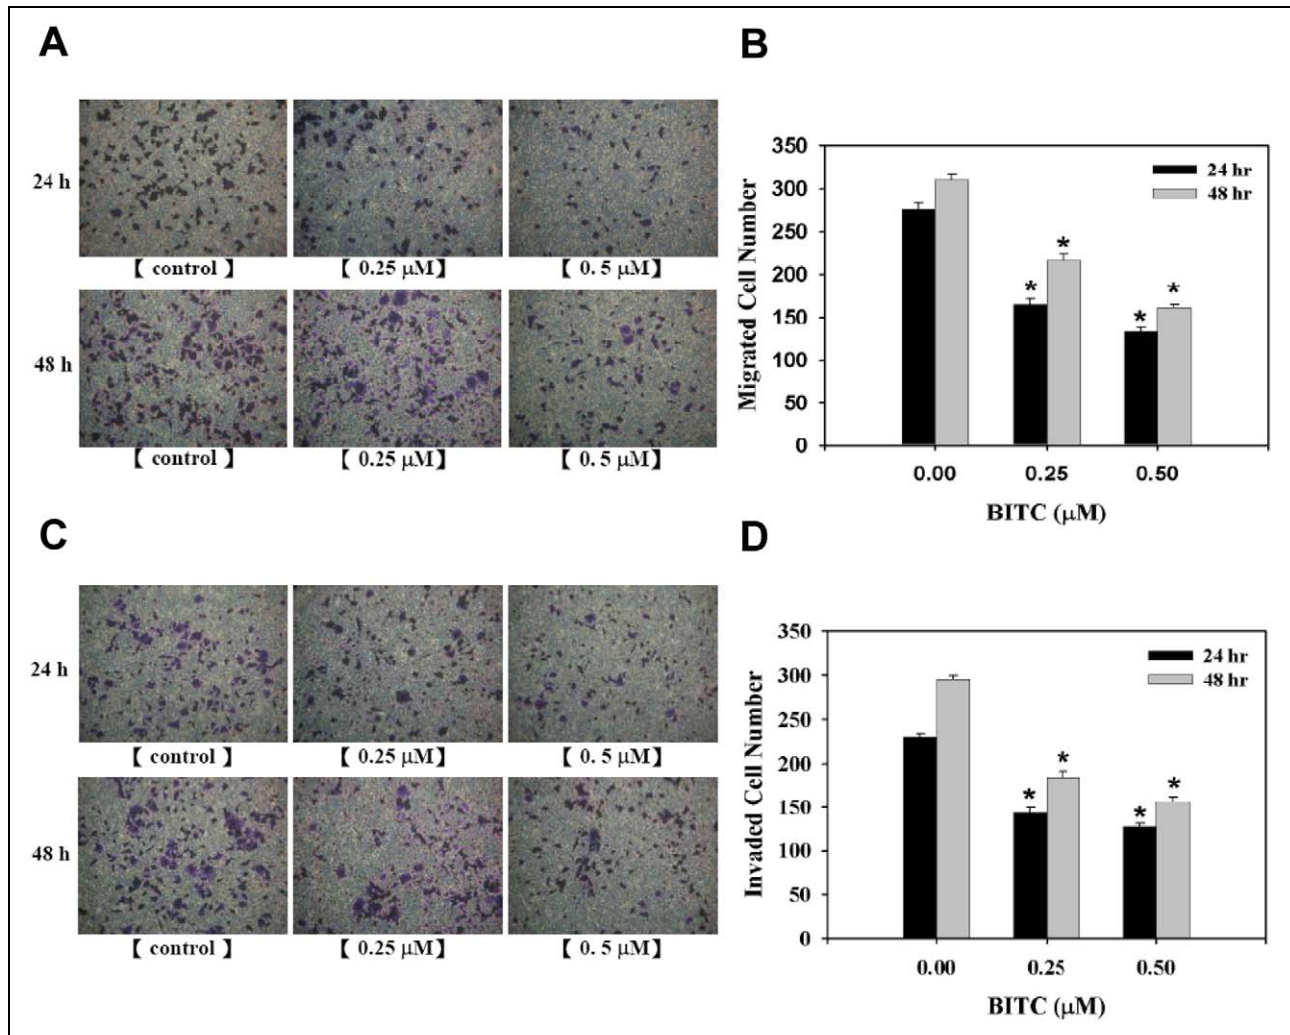 A
24 h
【 control 】 【 0.25 μM】 【 0. 5 μM】
48 h
【 control 】 【 0.25 μM】 【 0. 5 μM】
B
350
300
250
200
150
100
50
0
Migrated Cell Number
24 hr
48 hr
* *
* *
0.00 0.25 0.50
BITC (μM)
C
24 h
【 control 】 【 0.25 μM】 【 0. 5 μM】
48 h
【 control 】 【 0.25 μM】 【 0. 5 μM】
D
350
300
250
200
150
100
50
0
Invaded Cell Number
24 hr
48 hr
* *
* *
0.00 0.25 0.50
BITC (μM)